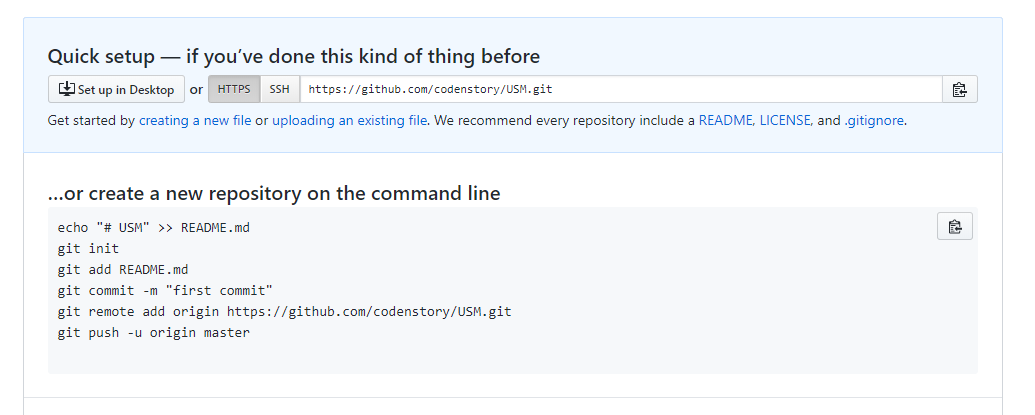 Quick setup — if you’ve done this kind of thing before
Set up in Desktop or HTTPS SSH https://github.com/codenstory/USM.git
Get started by creating a new file or uploading an existing file. We recommend every repository include a README, LICENSE, and .gitignore.
…or create a new repository on the command line
echo "# USM" >> README.md
git init
git add README.md
git commit -m "first commit"
git remote add origin https://github.com/codenstory/USM.git
git push -u origin master